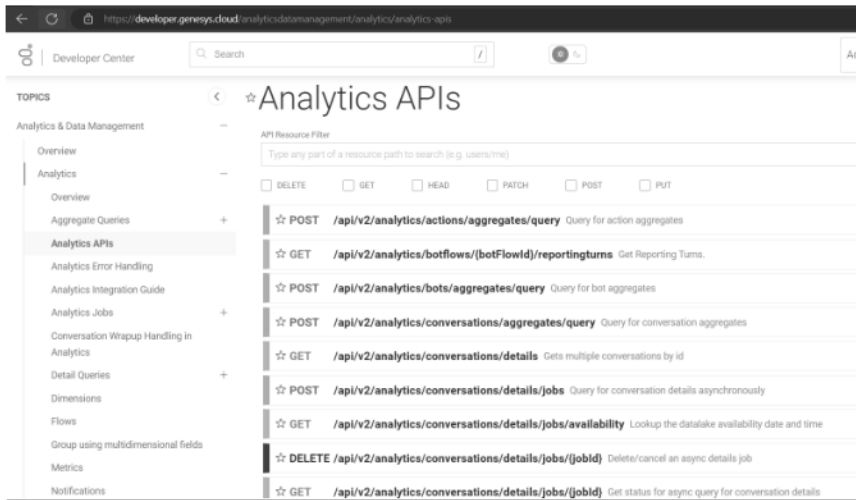 https://developer.genesys.cloud/analyticsdatamanagement/analytics/analytics-apis
Developer Center
Search
/
TOPICS
Analytics & Data Management
Overview
Analytics
Overview
Aggregate Queries
Analytics APIs
Analytics Error Handling
Analytics Integration Guide
Analytics Jobs
Conversation Wrapup Handling in
Analytics
Detail Queries
Dimensions
Flows
Group using multidimensional fields
Metrics
Notifications
Analytics APIs
API Resource Filter
Type any part of a resource path to search (e.g. users/me)
DELETE GET HEAD PATCH POST PUT
POST /api/v2/analytics/actions/aggregates/query Query for action aggregates
GET /api/v2/analytics/botflows/{botFlowId}/reportingturns Get Reporting Turns.
POST /api/v2/analytics/bots/aggregates/query Query for bot aggregates
POST /api/v2/analytics/conversations/aggregates/query Query for conversation aggregates
GET /api/v2/analytics/conversations/details Gets multiple conversations by id
POST /api/v2/analytics/conversations/details/jobs Query for conversation details asynchronously
GET /api/v2/analytics/conversations/details/jobs/availability Lookup the datalake availability date and time
DELETE /api/v2/analytics/conversations/details/jobs/{jobId} Delete/cancel an async details job
GET /api/v2/analytics/conversations/details/jobs/{jobId} Get status for async query for conversation details